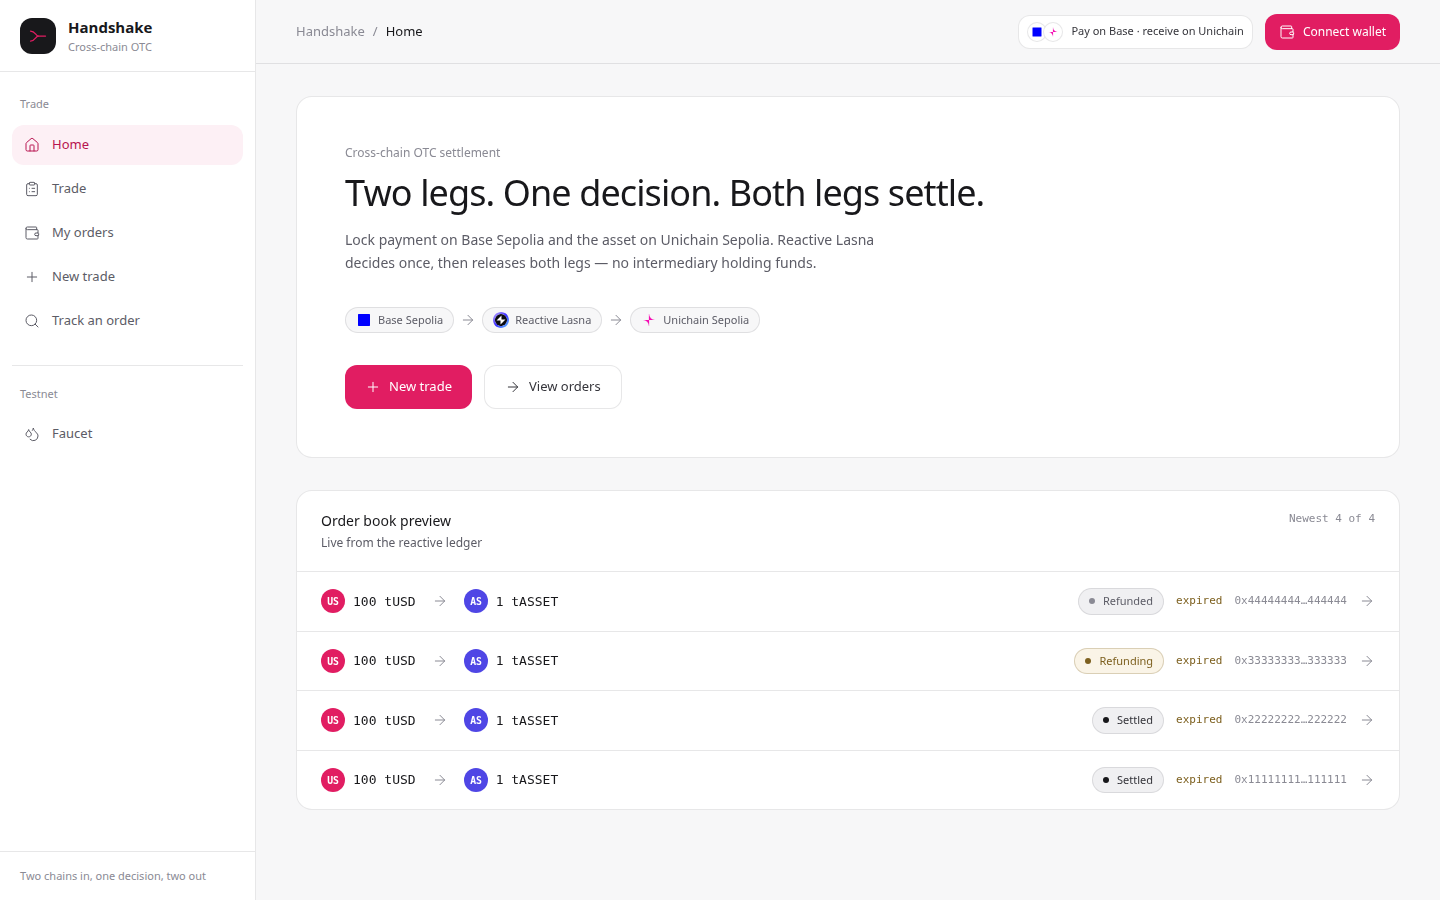 Handshake
Cross-chain OTC
Trade
Home
Trade
My orders
New trade
Track an order
Testnet
Faucet
Two chains in, one decision, two out
Handshake / Home
Pay on Base · receive on Unichain
Connect wallet
Cross-chain OTC settlement
Two legs. One decision. Both legs settle.
Lock payment on Base Sepolia and the asset on Unichain Sepolia. Reactive Lasna
decides once, then releases both legs — no intermediary holding funds.
Base Sepolia
Reactive Lasna
Unichain Sepolia
New trade
View orders
Order book preview
Newest 4 of 4
Live from the reactive ledger
US 100 tUSD AS 1 tASSET Refunded expired 0x44444444…444444
US 100 tUSD AS 1 tASSET Refunding expired 0x33333333…333333
US 100 tUSD AS 1 tASSET Settled expired 0x22222222…222222
US 100 tUSD AS 1 tASSET Settled expired 0x11111111…111111